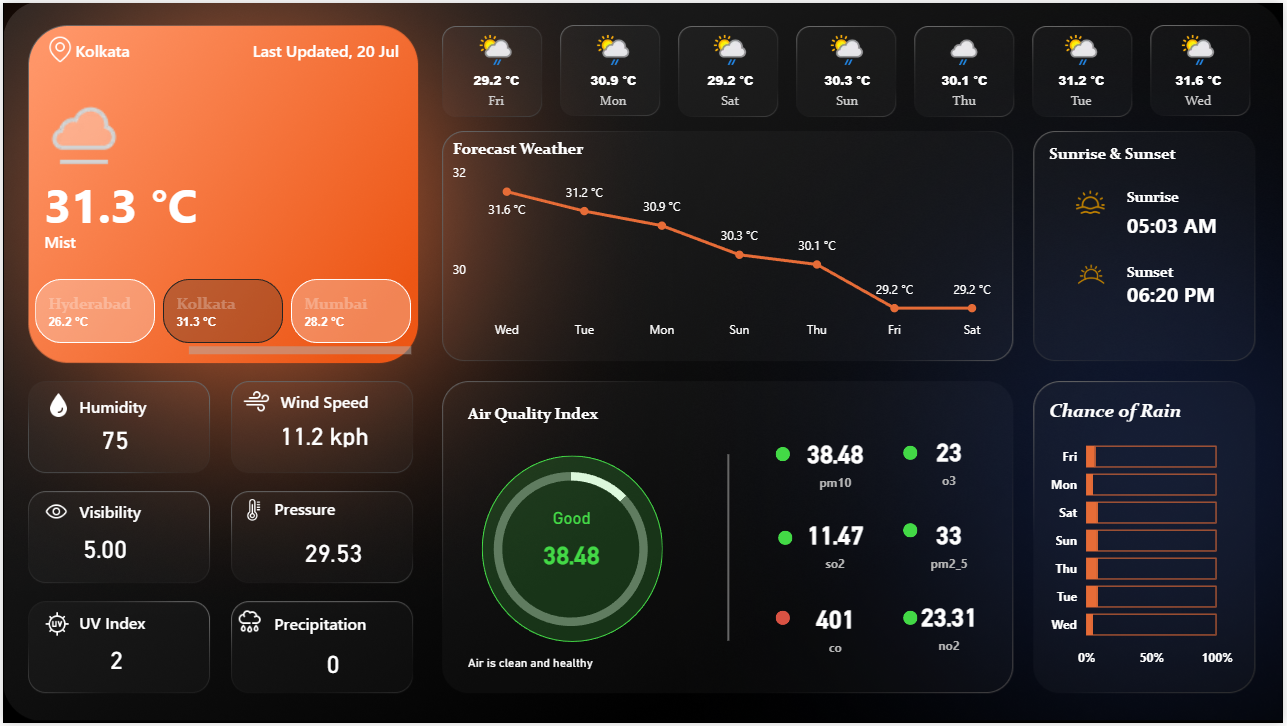 Kolkata
Last Updated, 20 Jul
31.3 °C
Mist
Hyderabad
26.2 °C
Kolkata
31.3 °C
Mumbai
28.2 °C
29.2 °C
Fri
30.9 °C
Mon
29.2 °C
Sat
30.3 °C
Sun
30.1 °C
Thu
31.2 °C
Tue
31.6 °C
Wed
Forecast Weather
32
30
31.6 °C
31.2 °C
30.9 °C
30.3 °C
30.1 °C
29.2 °C
29.2 °C
Wed
Tue
Mon
Sun
Thu
Fri
Sat
Sunrise & Sunset
Sunrise
05:03 AM
Sunset
06:20 PM
Humidity
75
Wind Speed
11.2 kph
Visibility
5.00
Pressure
29.53
UV
UV Index
2
Precipitation
0
Air Quality Index
Good
38.48
Air is clean and healthy
38.48
pm10
23
o3
11.47
so2
33
pm2_5
401
co
23.31
no2
Chance of Rain
Fri
Mon
Sat
Sun
Thu
Tue
Wed
0%
50%
100%